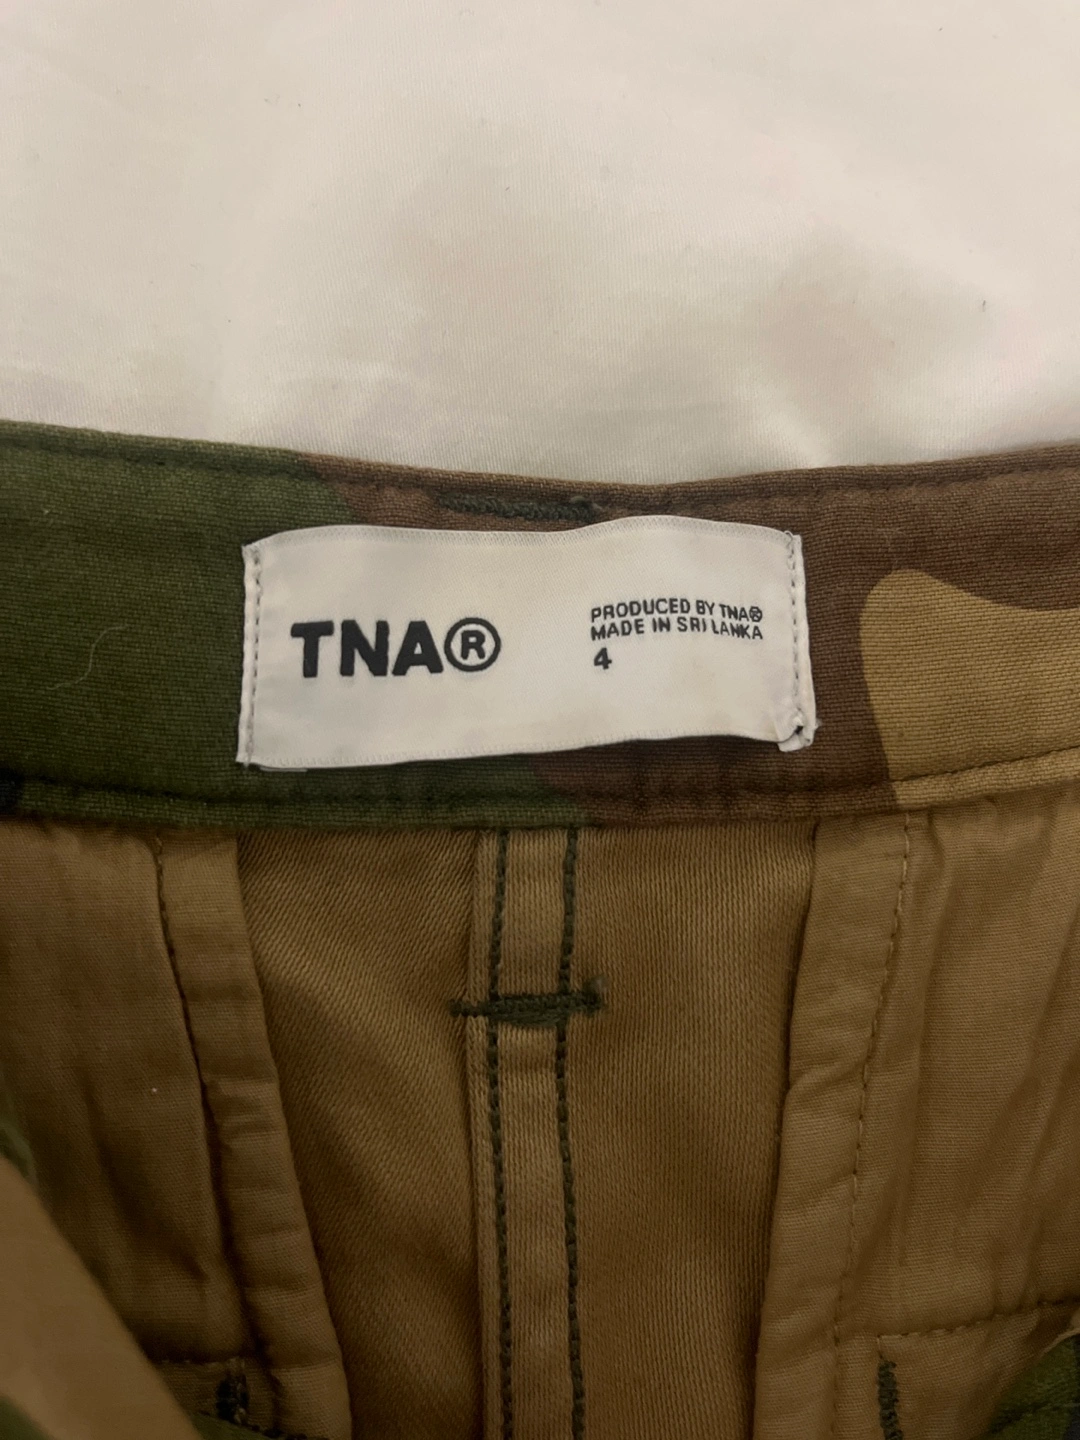 TNA®
PRODUCED BY TNA®
MADE IN SRI LANKA
4